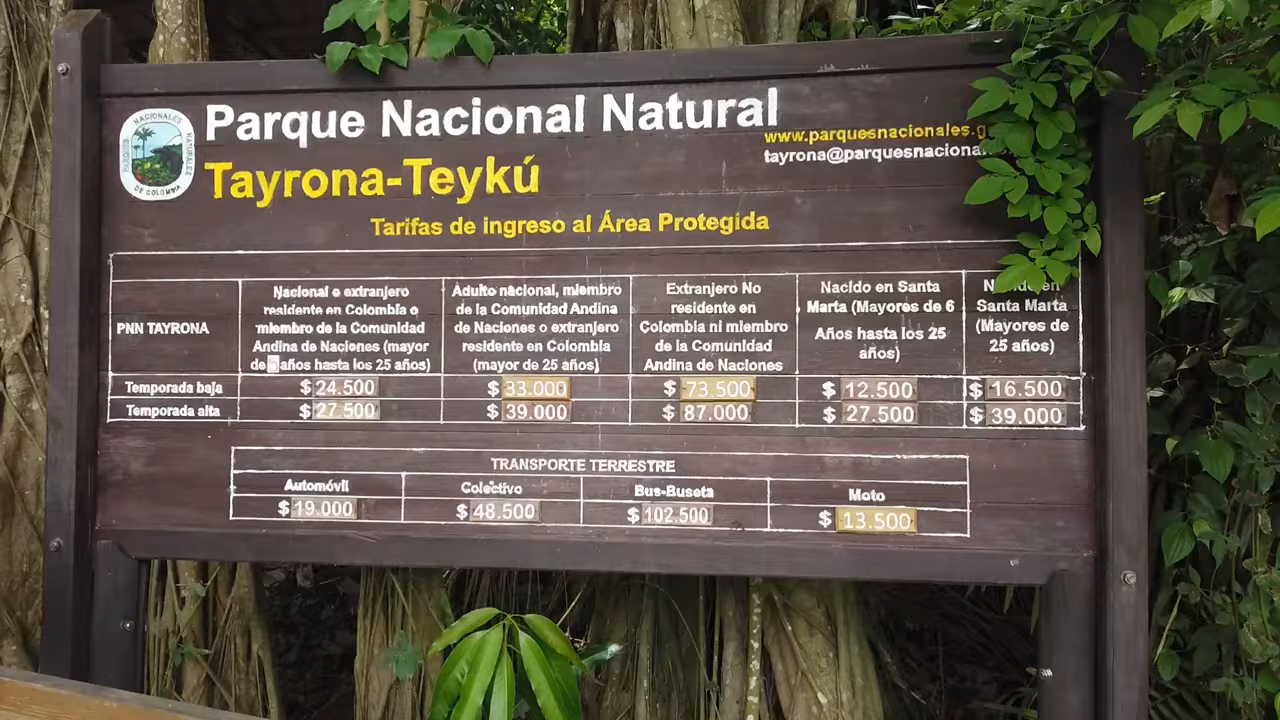 NACIONALES
PARQUES
NATURALES
DE COLOMBIA
Parque Nacional Natural
Tayrona-Teykú
www.parquesnacionales.g
tayrona@parquesnaciona
Tarifas de ingreso al Área Protegida
PNN TAYRONA
Nacional o extranjero
residente en Colombia o
miembro de la Comunidad
Andina de Naciones (mayor
de 6 años hasta los 25 años)
Adulto nacional, miembro
de la Comunidad Andina
de Naciones o extranjero
residente en Colombia
(mayor de 25 años)
Extranjero No
residente en
Colombia ni miembro
de la Comunidad
Andina de Naciones
Nacido en Santa
Marta (Mayores de 6
Años hasta los 25
años)
Santa Marta
(Mayores de
25 años)
Temporada baja $ 24.500 $ 33.000 $ 73.500 $ 12.500 $ 16.500
Temporada alta $ 27.500 $ 39.000 $ 87.000 $ 27.500 $ 39.000
TRANSPORTE TERRESTRE
Automóvil Colectivo Bus-Buseta Moto
$ 19.000 $ 48.500 $ 102.500 $ 13.500